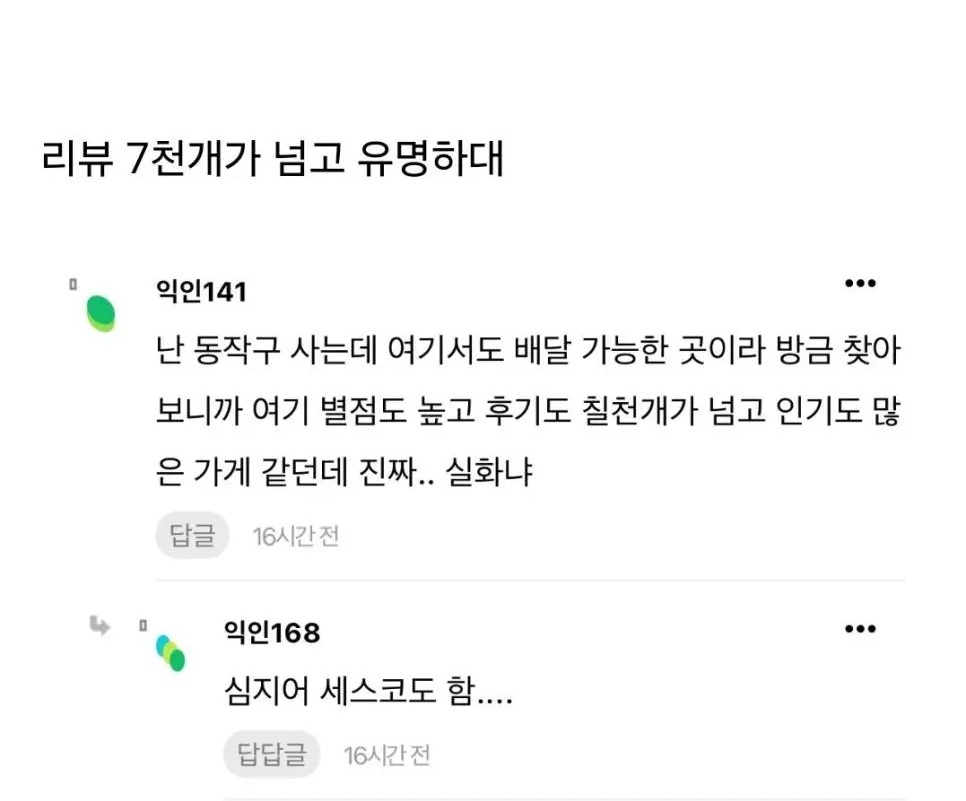 리뷰 7천개가 넘고 유명하대
익인141
난 동작구 사는데 여기서도 배달 가능한 곳이라 방금 찾아
보니까 여기 별점도 높고 후기도 칠천개가 넘고 인기도 많
은 가게 같던데 진짜.. 실화냐
답글 16시간 전
익인168
심지어 세스코도 함....
답답글 16시간 전